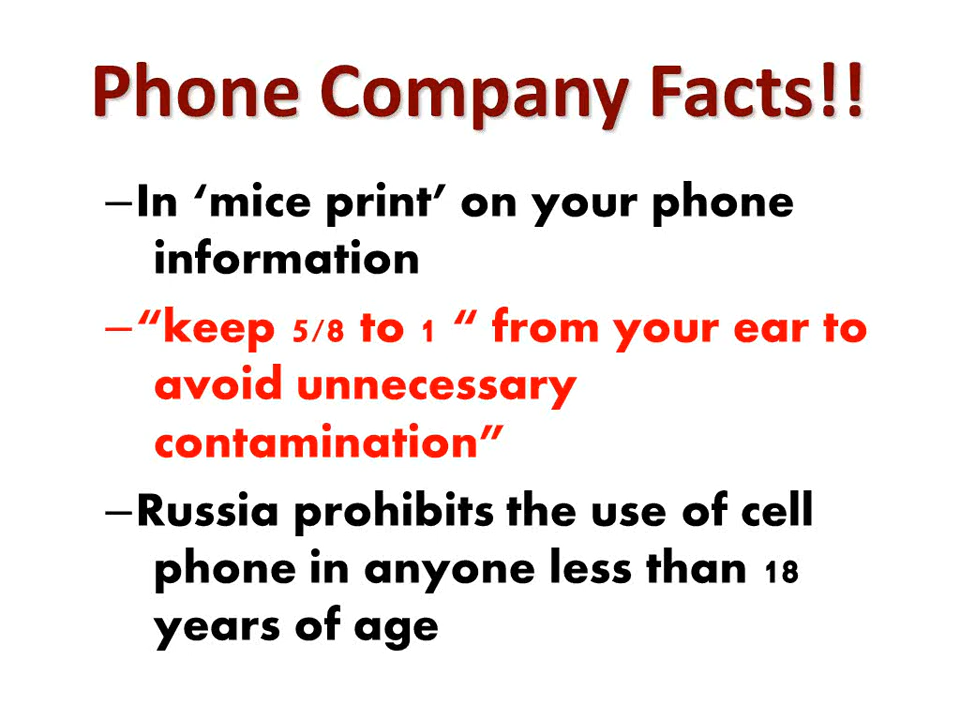 Phone Company Facts!!
–In ‘mice print’ on your phone
information
–“keep 5/8 to 1 “ from your ear to
avoid unnecessary
contamination”
–Russia prohibits the use of cell
phone in anyone less than 18
years of age